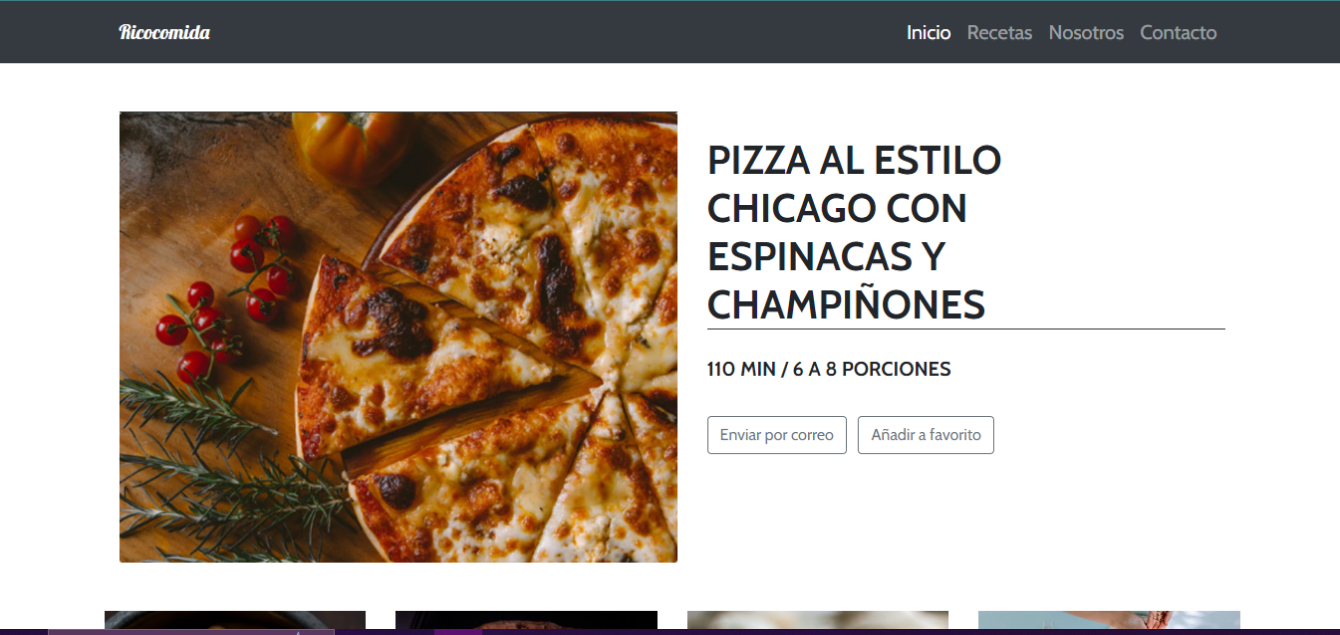 Ricocomida
Inicio Recetas Nosotros Contacto
PIZZA AL ESTILO
CHICAGO CON
ESPINACAS Y
CHAMPIÑONES
110 MIN / 6 A 8 PORCIONES
Enviar por correo Añadir a favorito